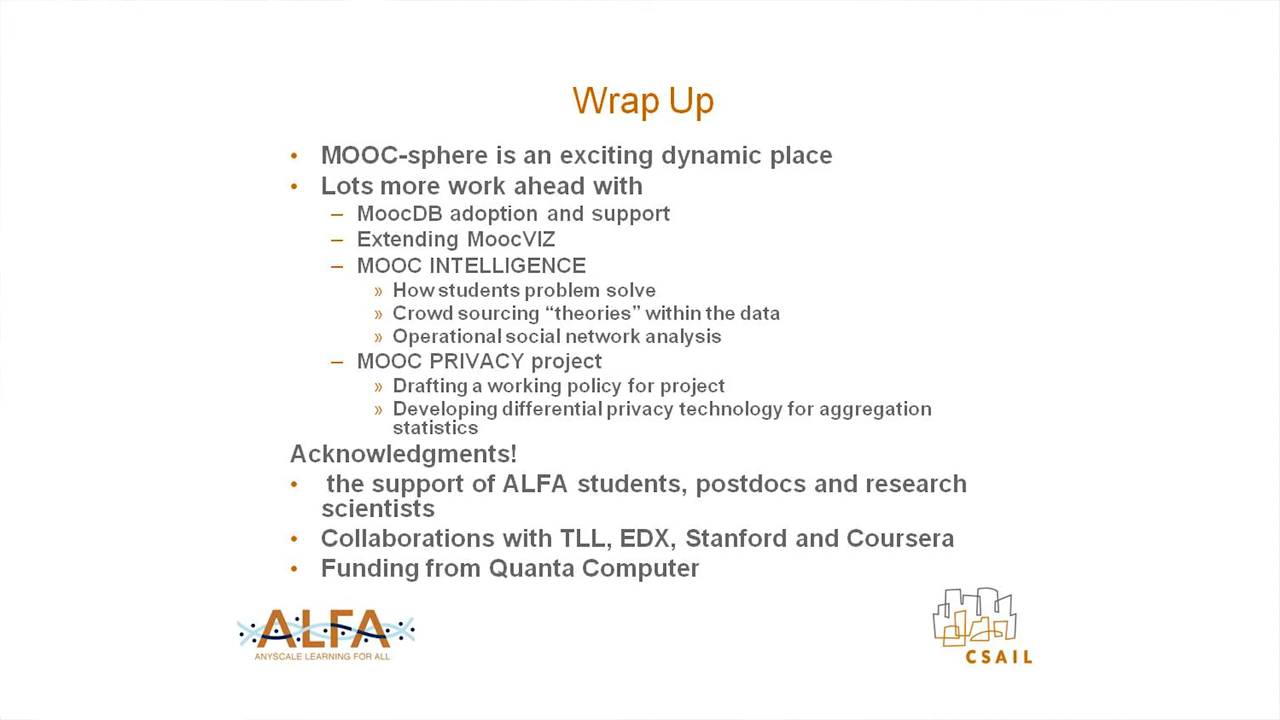 Wrap Up
• MOOC-sphere is an exciting dynamic place
• Lots more work ahead with
– MoocDB adoption and support
– Extending MoocVIZ
– MOOC INTELLIGENCE
» How students problem solve
» Crowd sourcing “theories” within the data
» Operational social network analysis
– MOOC PRIVACY project
» Drafting a working policy for project
» Developing differential privacy technology for aggregation
statistics
Acknowledgments!
• the support of ALFA students, postdocs and research
scientists
• Collaborations with TLL, EDX, Stanford and Coursera
• Funding from Quanta Computer
ALFA
ANYSCALE LEARNING FOR ALL
CSAIL